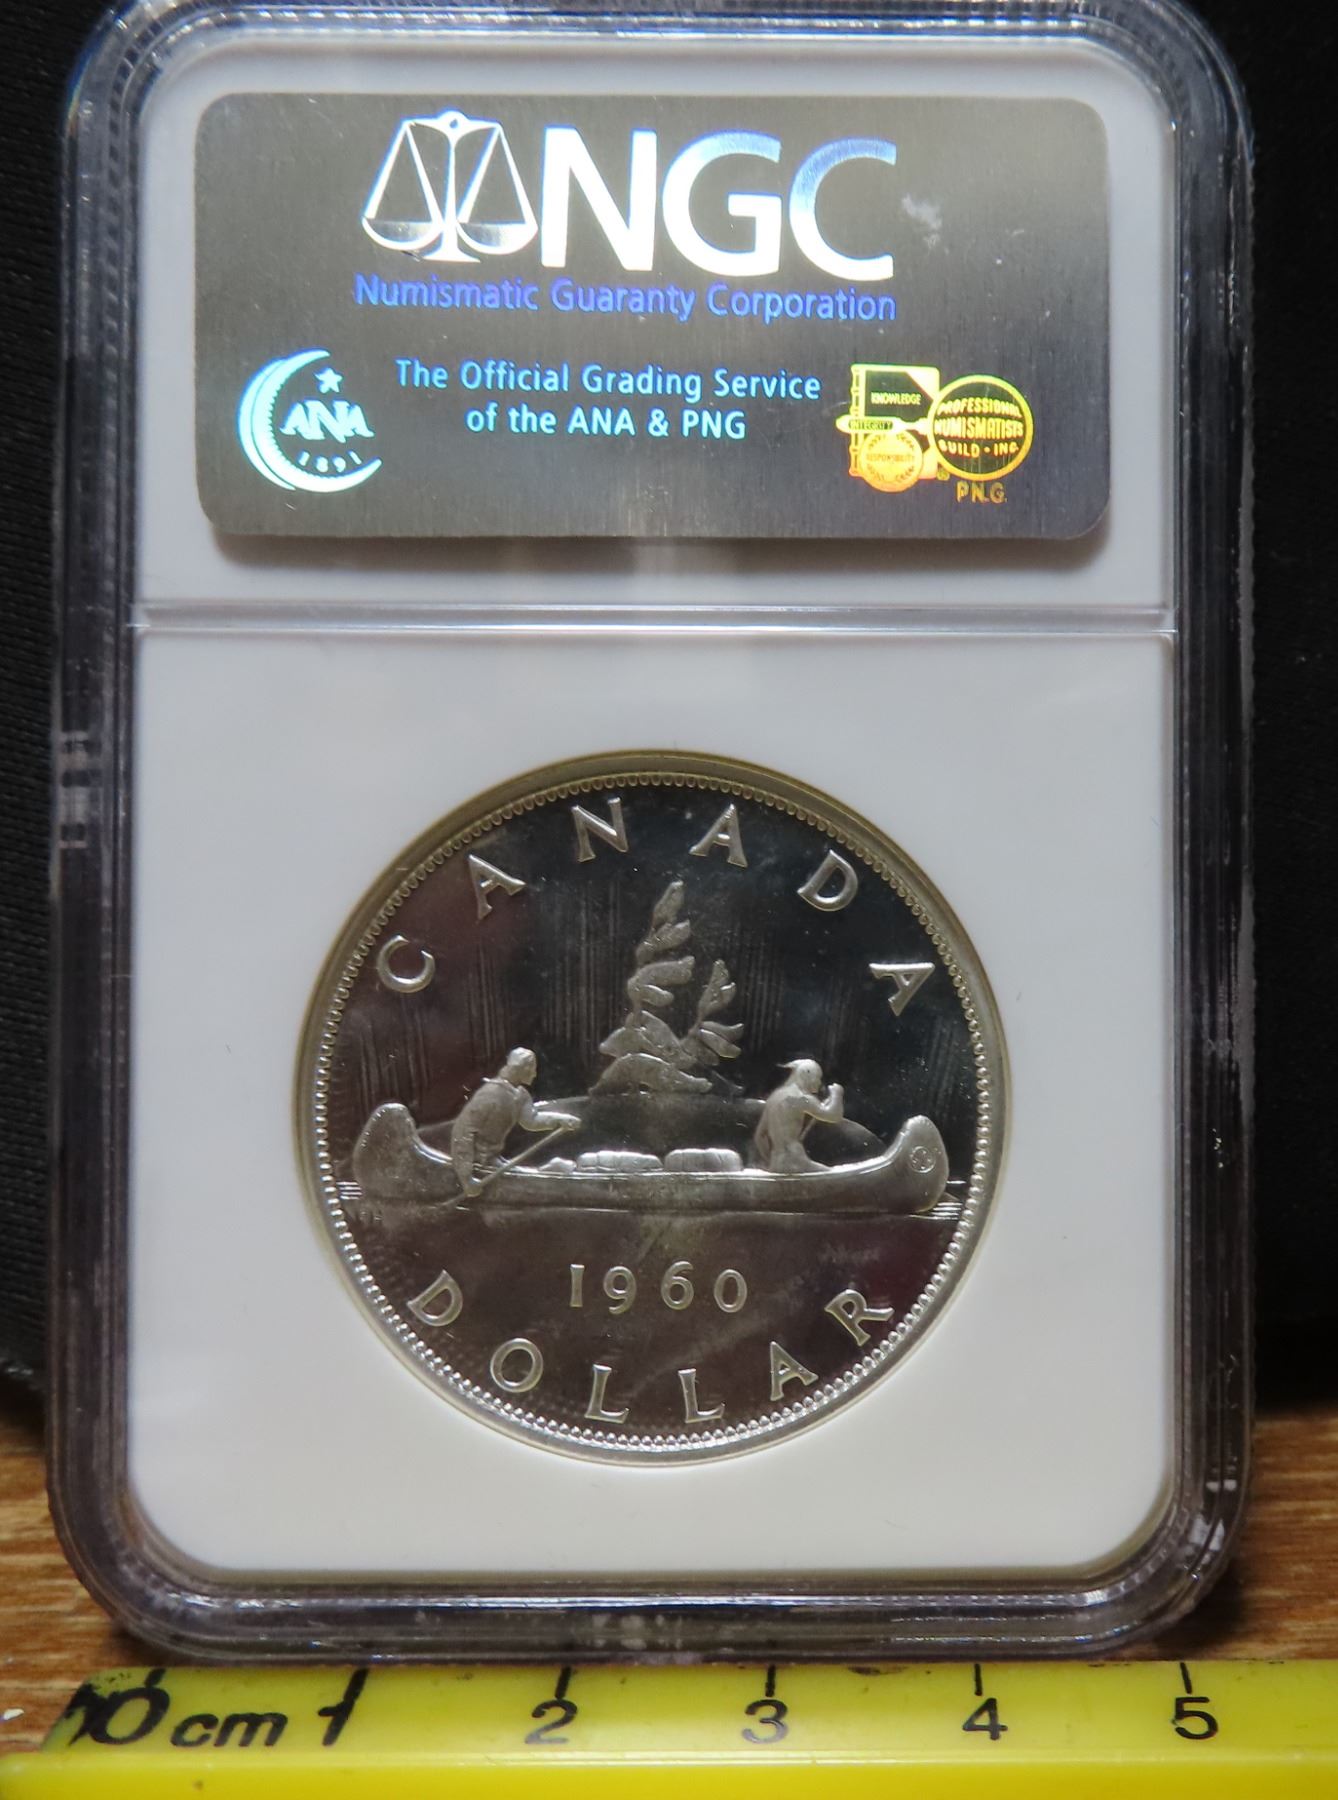 NGC
Numismatic Guaranty Corporation
The Official Grading Service
of the ANA & PNG
ANA
1891
KNOWLEDGE
INTEGRITY
RESPONSIBILITY
PROFESSIONAL
NUMISMATISTS
GUILD • INC.
P.N.G.
CANADA
1960
DOLLAR
0 cm 1 2 3 4 5